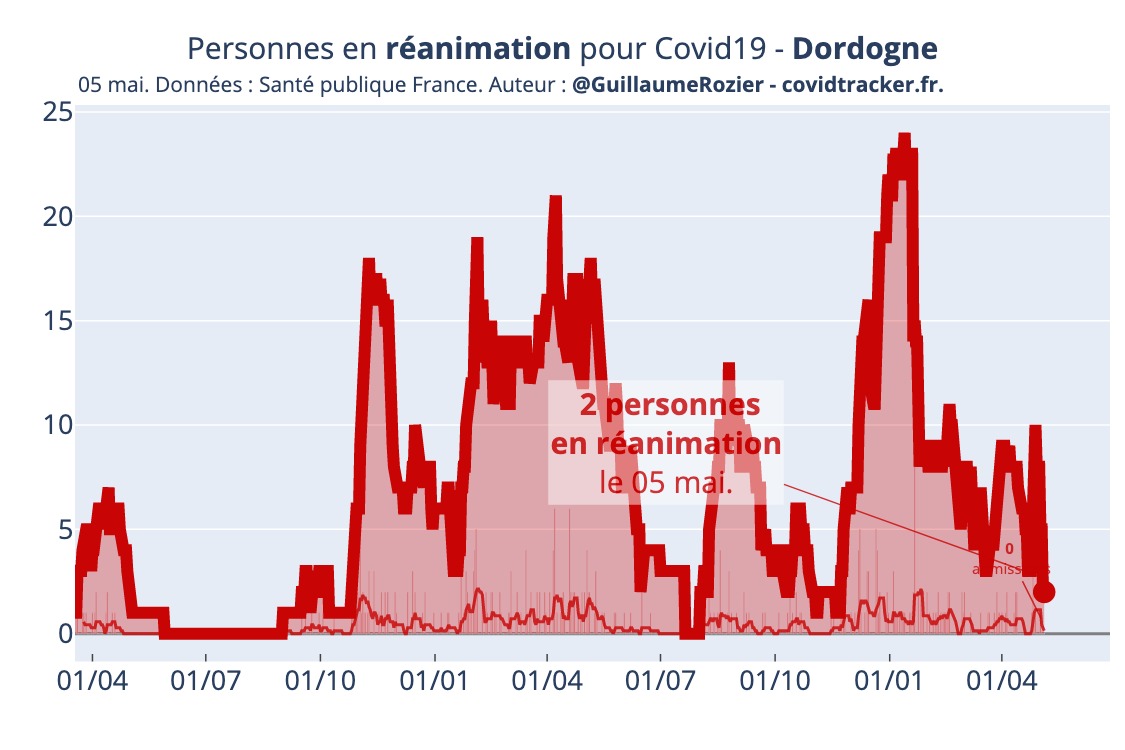 Personnes en réanimation pour Covid19 - Dordogne
05 mai. Données : Santé publique France. Auteur : @GuillaumeRozier - covidtracker.fr.
25
20
15
10
5
0
2 personnes
en réanimation
le 05 mai.
0
01/04 01/07 01/10 01/01 01/04 01/07 01/10 01/01 01/04